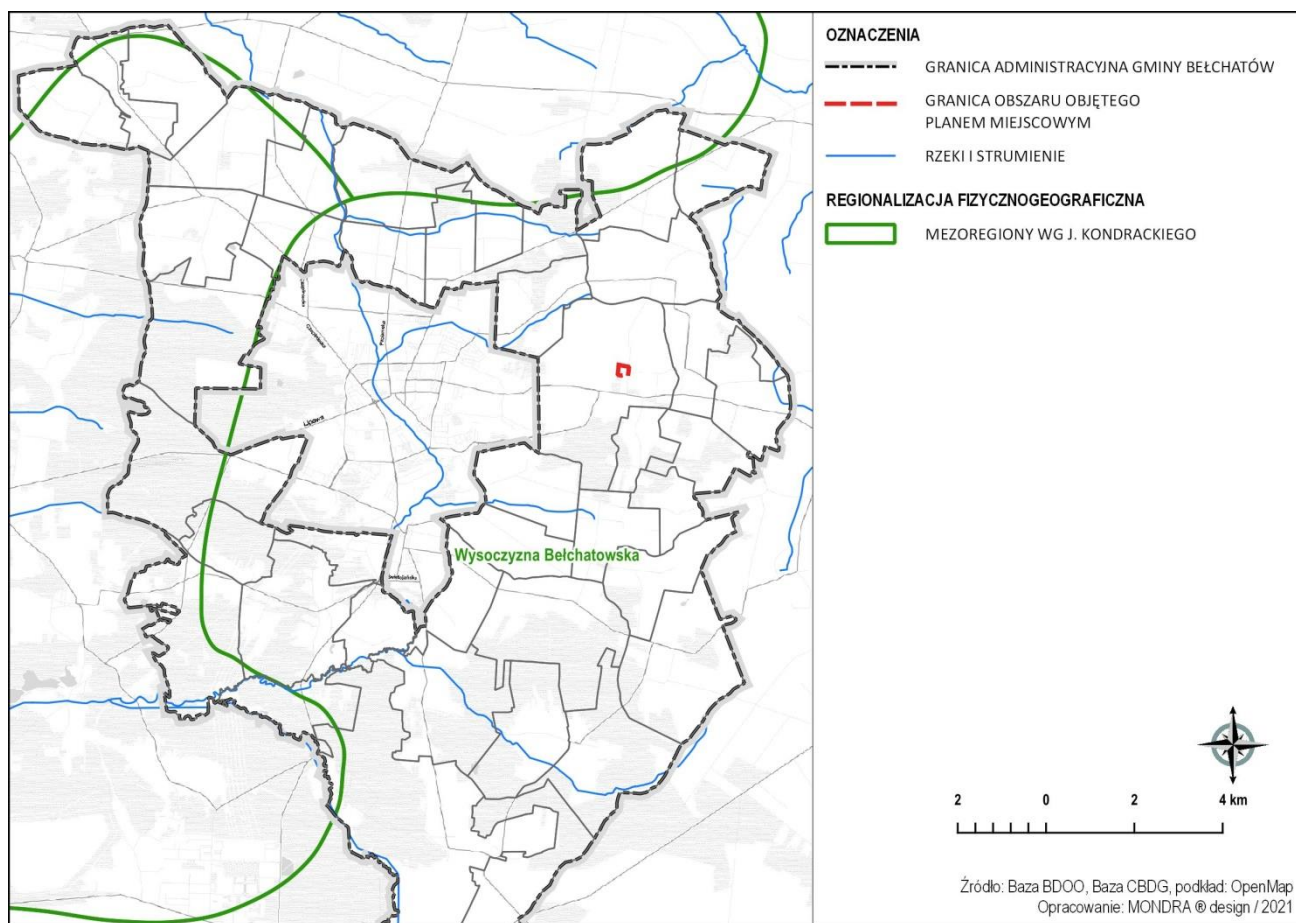 OZNACZENIA
GRANICA ADMINISTRACYJNA GMINY BEŁCHATÓW
GRANICA OBSZARU OBJĘTEGO
PLANEM MIEJSCOWYM
RZEKI I STRUMIENIE
REGIONALIZACJA FIZYCZNOGEOGRAFICZNA
MEZOREGIONY WG J. KONDRACKIEGO
Wysoczyzna Bełchatowska
2 0 2 4 km
Źródło: Baza BDOO, Baza CBDG, podkład: OpenMap
Opracowanie: MONDRA ® design / 2021